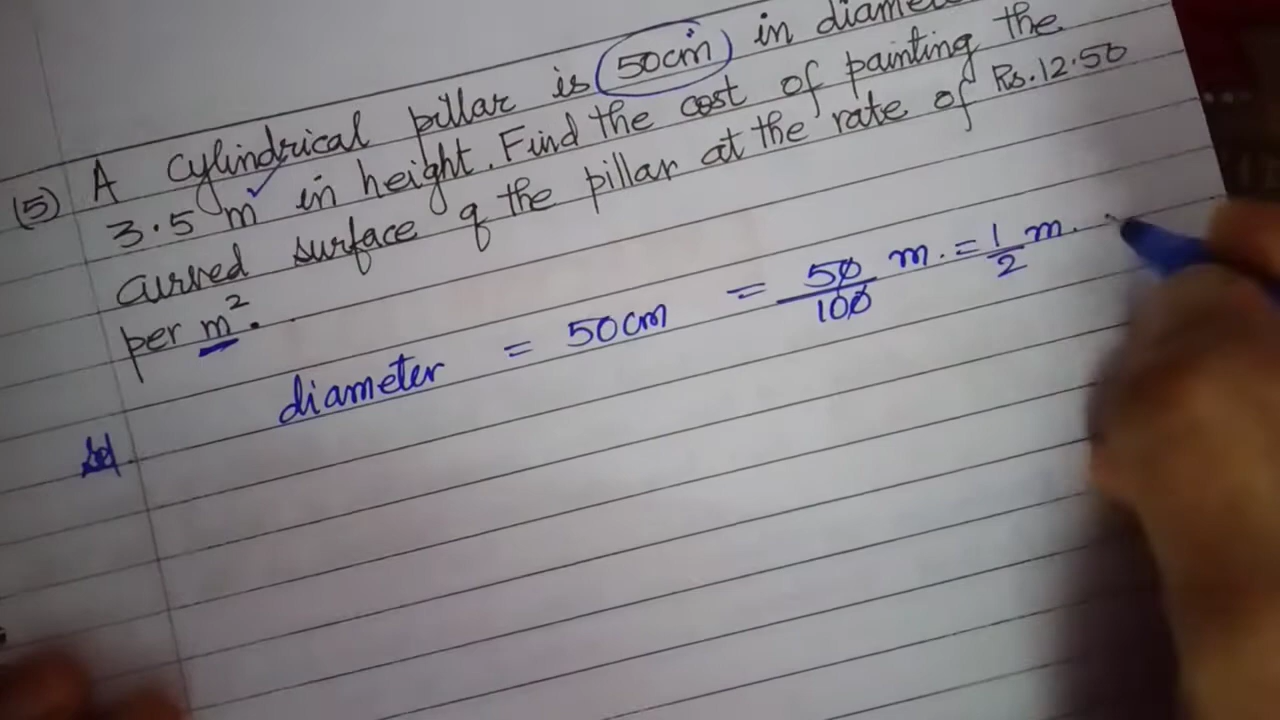 (5) A cylindrical pillar is 50cm in diame
3.5 m in height. Find the cost of painting the
curved surface of the pillar at the rate of Rs.12.50
per m².
diameter = 50cm = 50/100 m. = 1/2 m.